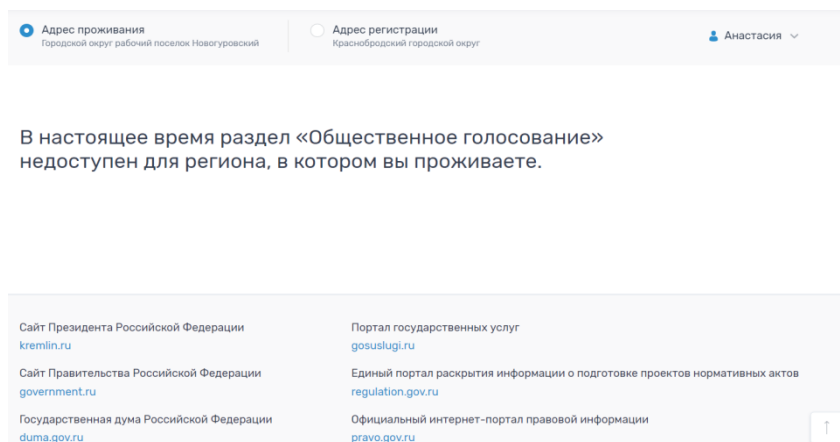 Адрес проживания
Городской округ рабочий поселок Новогуровский
Адрес регистрации
Краснобродский городской округ
Анастасия
В настоящее время раздел «Общественное голосование»
недоступен для региона, в котором вы проживаете.
Сайт Президента Российской Федерации
kremlin.ru
Портал государственных услуг
gosuslugi.ru
Сайт Правительства Российской Федерации
government.ru
Единый портал раскрытия информации о подготовке проектов нормативных актов
regulation.gov.ru
Государственная дума Российской Федерации
duma.gov.ru
Официальный интернет-портал правовой информации
pravo.gov.ru